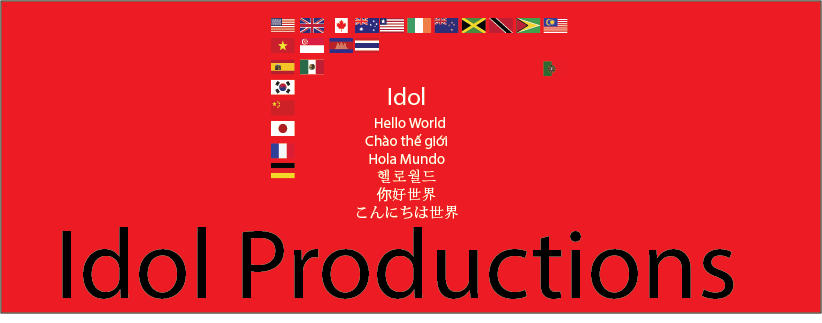 Idol
Hello World
Chào thế giới
Hola Mundo
헬로월드
你好世界
こんにちは世界
Idol Productions